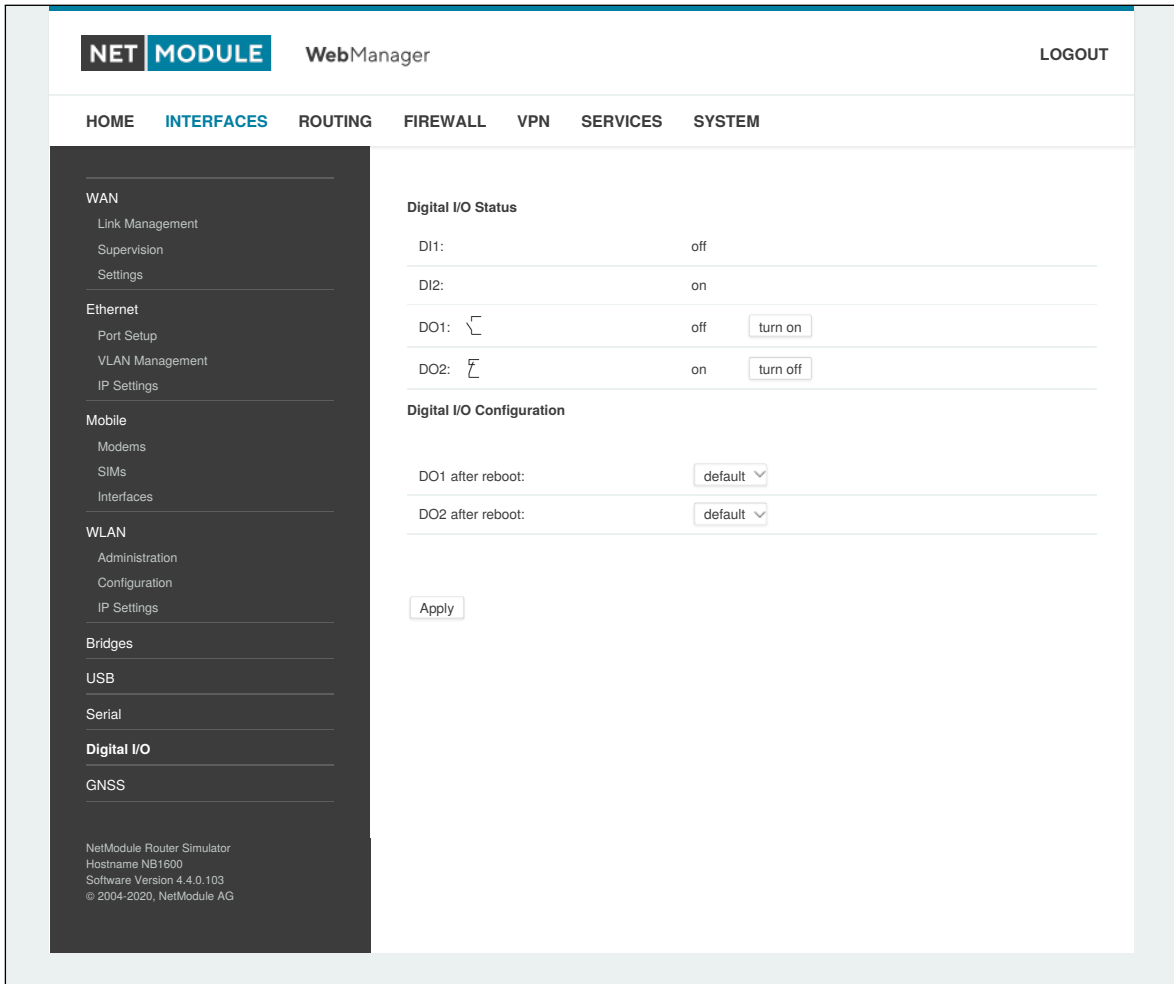 NET MODULE WebManager LOGOUT
HOME INTERFACES ROUTING FIREWALL VPN SERVICES SYSTEM
WAN
Link Management
Supervision
Settings
Ethernet
Port Setup
VLAN Management
IP Settings
Mobile
Modems
SIMs
Interfaces
WLAN
Administration
Configuration
IP Settings
Bridges
USB
Serial
Digital I/O
GNSS
NetModule Router Simulator
Hostname NB1600
Software Version 4.4.0.103
© 2004-2020, NetModule AG
Digital I/O Status
DI1: off
DI2: on
DO1: off turn on
DO2: on turn off
Digital I/O Configuration
DO1 after reboot: default
DO2 after reboot: default
Apply